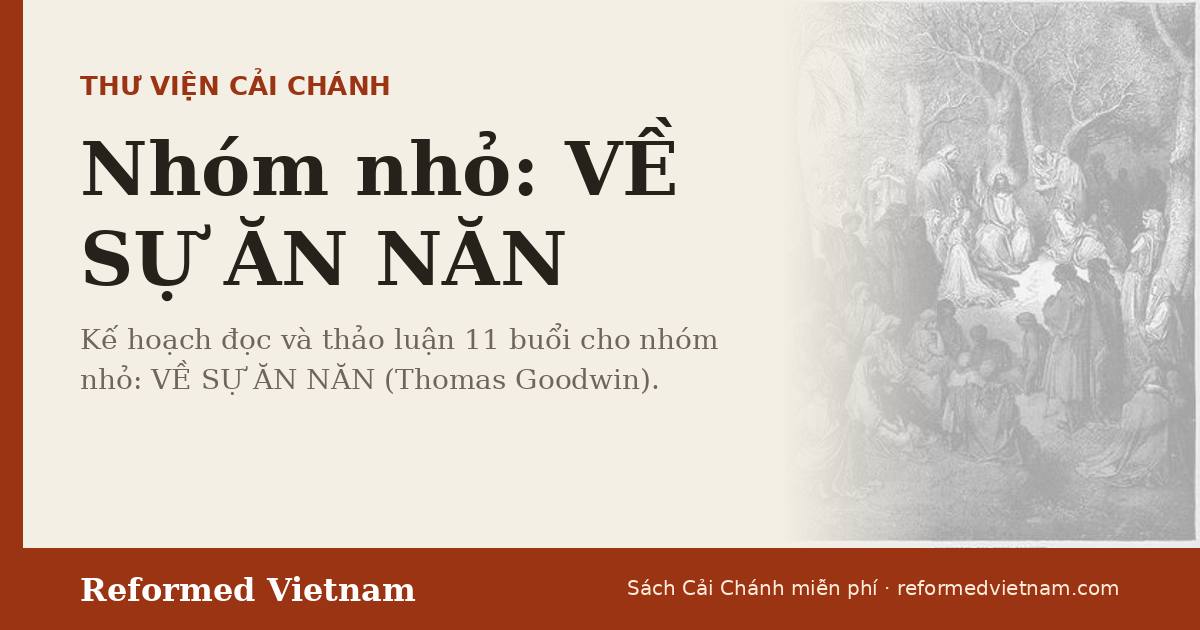 THƯ VIỆN CẢI CHÁNH
Nhóm nhỏ: VỀ
SỰ ĂN NĂN
Kế hoạch đọc và thảo luận 11 buổi cho nhóm
nhỏ: VỀ SỰ ĂN NĂN (Thomas Goodwin).
Reformed Vietnam
Sách Cải Chánh miễn phí · reformedvietnam.com